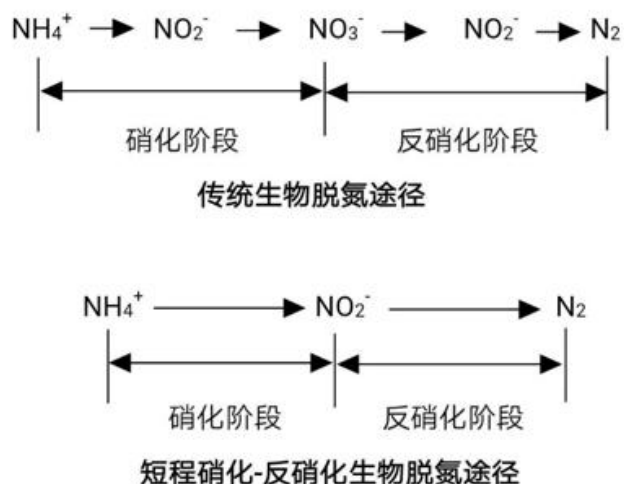 NH₄⁺ → NO₂⁻ → NO₃⁻ → NO₂⁻ → N₂
硝化阶段 反硝化阶段
传统生物脱氮途径
NH₄⁺ → NO₂⁻ → N₂
硝化阶段 反硝化阶段
短程硝化-反硝化生物脱氮途径